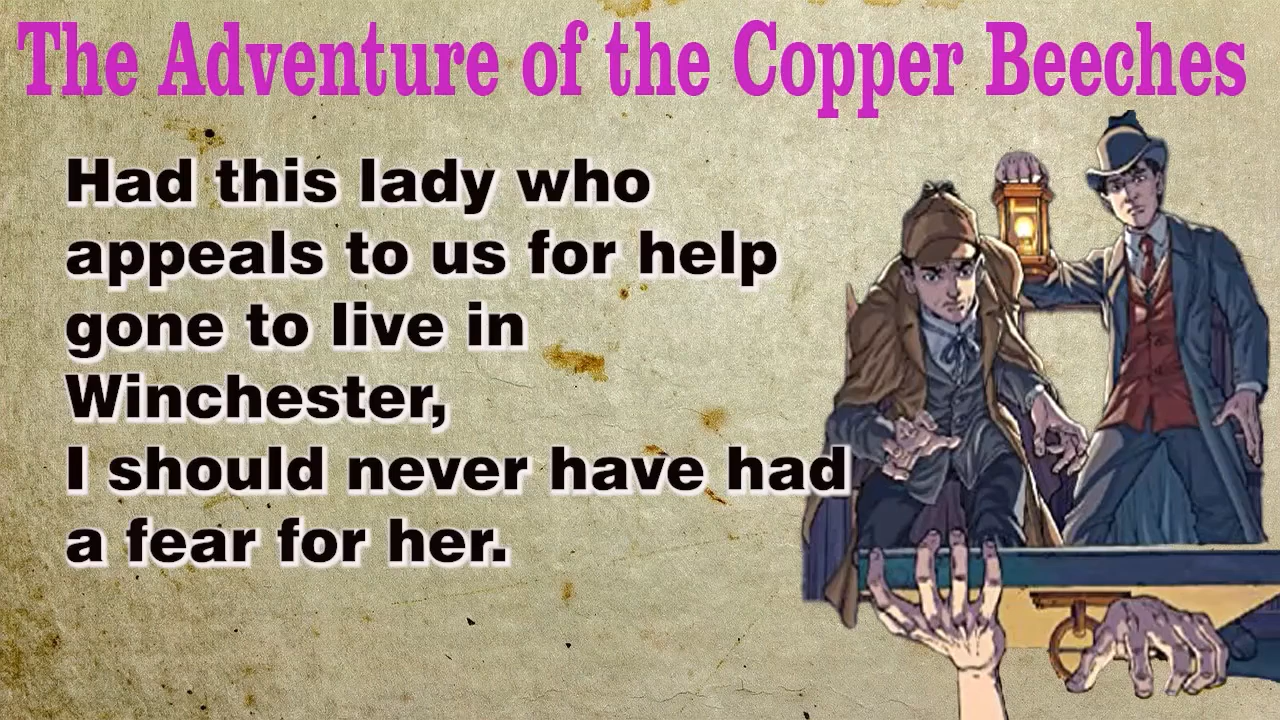 The Adventure of the Copper Beeches
Had this lady who
appeals to us for help
gone to live in
Winchester,
I should never have had
a fear for her.